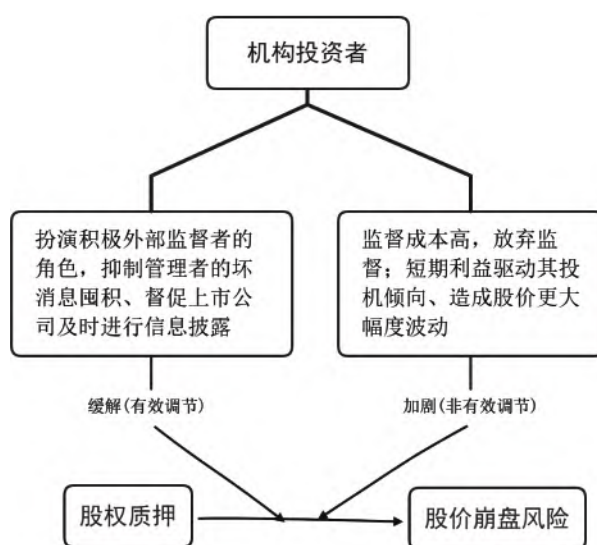 机构投资者
扮演积极外部监督者的
角色，抑制管理者的坏
消息囤积、督促上市公
司及时进行信息披露
监督成本高，放弃监
督；短期利益驱动其投
机倾向、造成股价更大
幅度波动
缓解(有效调节)
加剧(非有效调节)
股权质押
股价崩盘风险